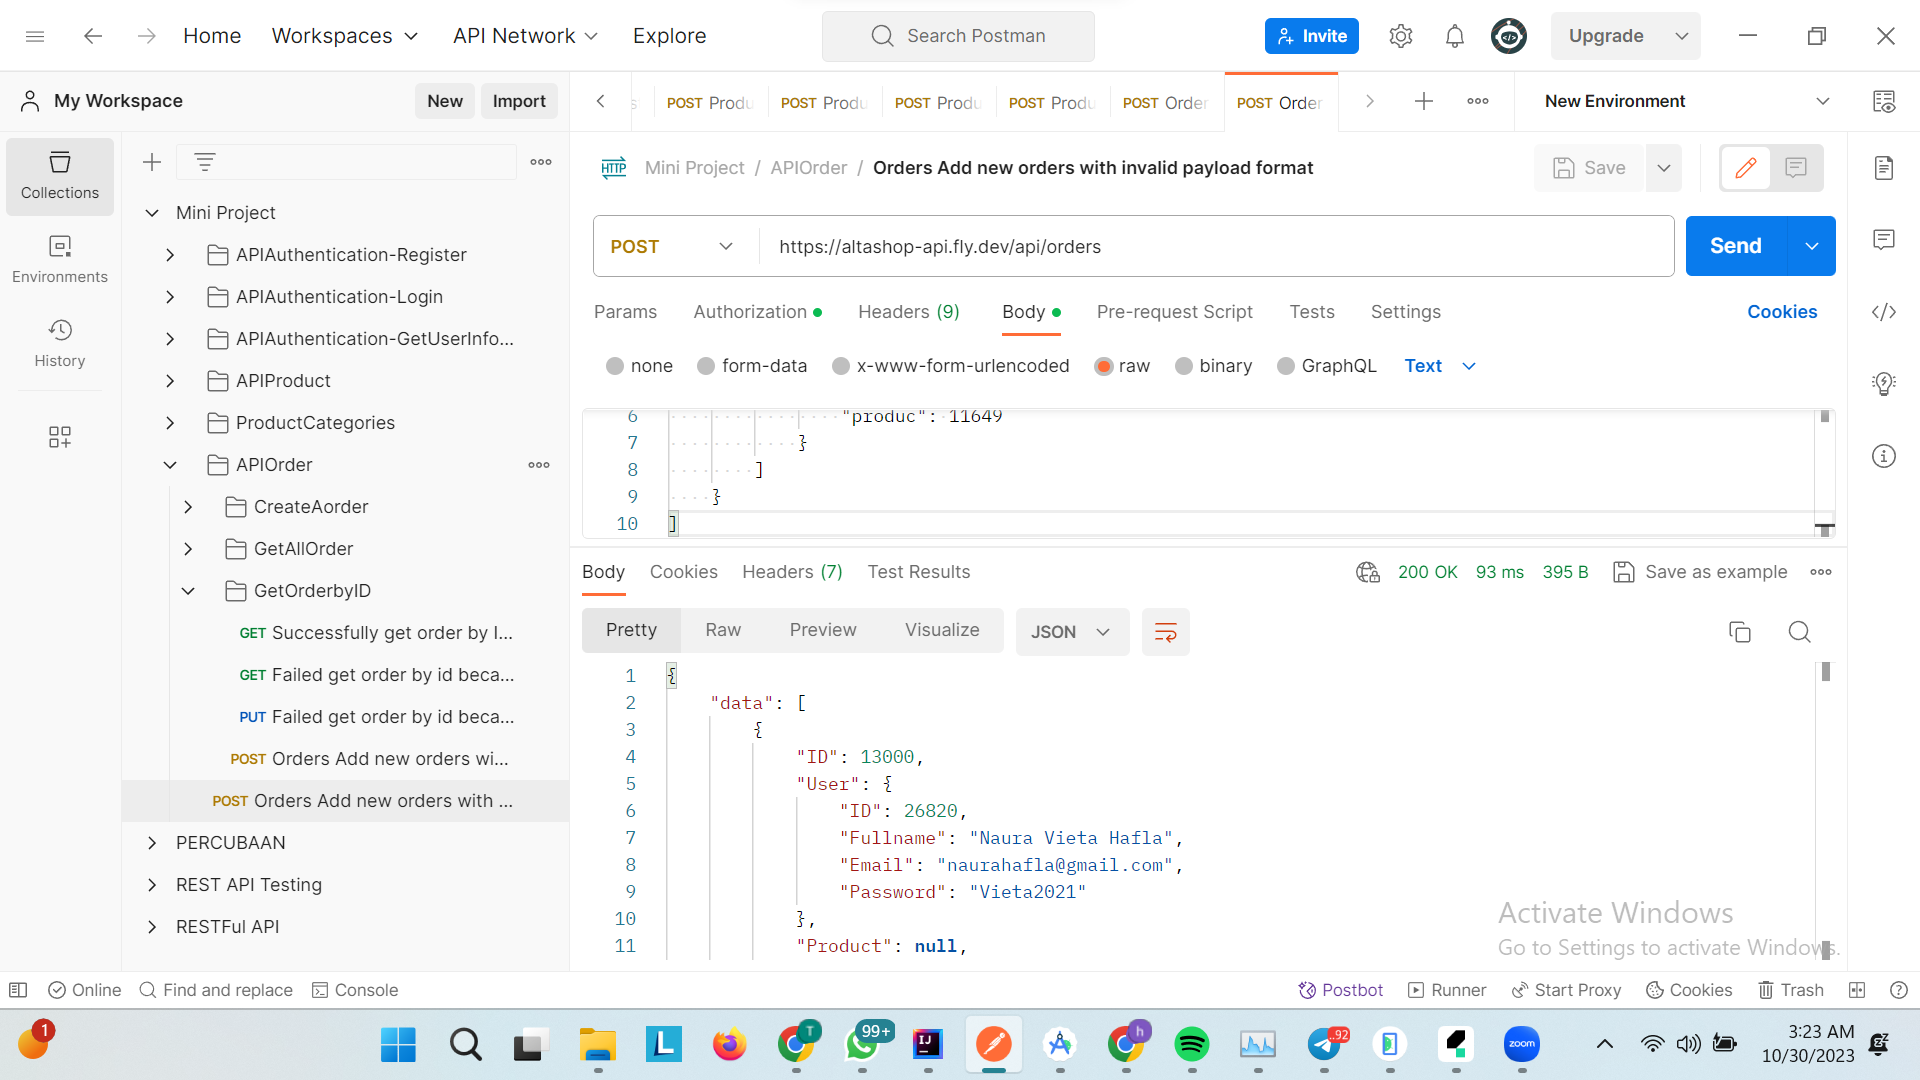 Home Workspaces API Network Explore Search Postman Invite Upgrade
My Workspace New Import
POST Produ POST Produ POST Produ POST Produ POST Order POST Order New Environment
Collections
Environments
History
Mini Project
APIAuthentication-Register
APIAuthentication-Login
APIAuthentication-GetUserInfo...
APIProduct
ProductCategories
APIOrder
CreateAorder
GetAllOrder
GetOrderbyID
GET Successfully get order by I...
GET Failed get order by id beca...
PUT Failed get order by id beca...
POST Orders Add new orders wi...
POST Orders Add new orders with ...
PERCUBAAN
REST API Testing
RESTFul API
HTTP Mini Project / APIOrder / Orders Add new orders with invalid payload format Save
POST https://altashop-api.fly.dev/api/orders Send
Params Authorization Headers (9) Body Pre-request Script Tests Settings Cookies
none form-data x-www-form-urlencoded raw binary GraphQL Text
6 "produc": 11649
7 }
8 ]
9 }
10 ]
Body Cookies Headers (7) Test Results 200 OK 93 ms 395 B Save as example
Pretty Raw Preview Visualize JSON
1 {
2 "data": [
3 {
4 "ID": 13000,
5 "User": {
6 "ID": 26820,
7 "Fullname": "Naura Vieta Hafla",
8 "Email": "naurahafla@gmail.com",
9 "Password": "Vieta2021"
10 },
11 "Product": null,
Activate Windows
Go to Settings to activate Windows.
Online Find and replace Console Postbot Runner Start Proxy Cookies Trash
1 L T 99+ IJ h ..92 zoom
3:23 AM
10/30/2023